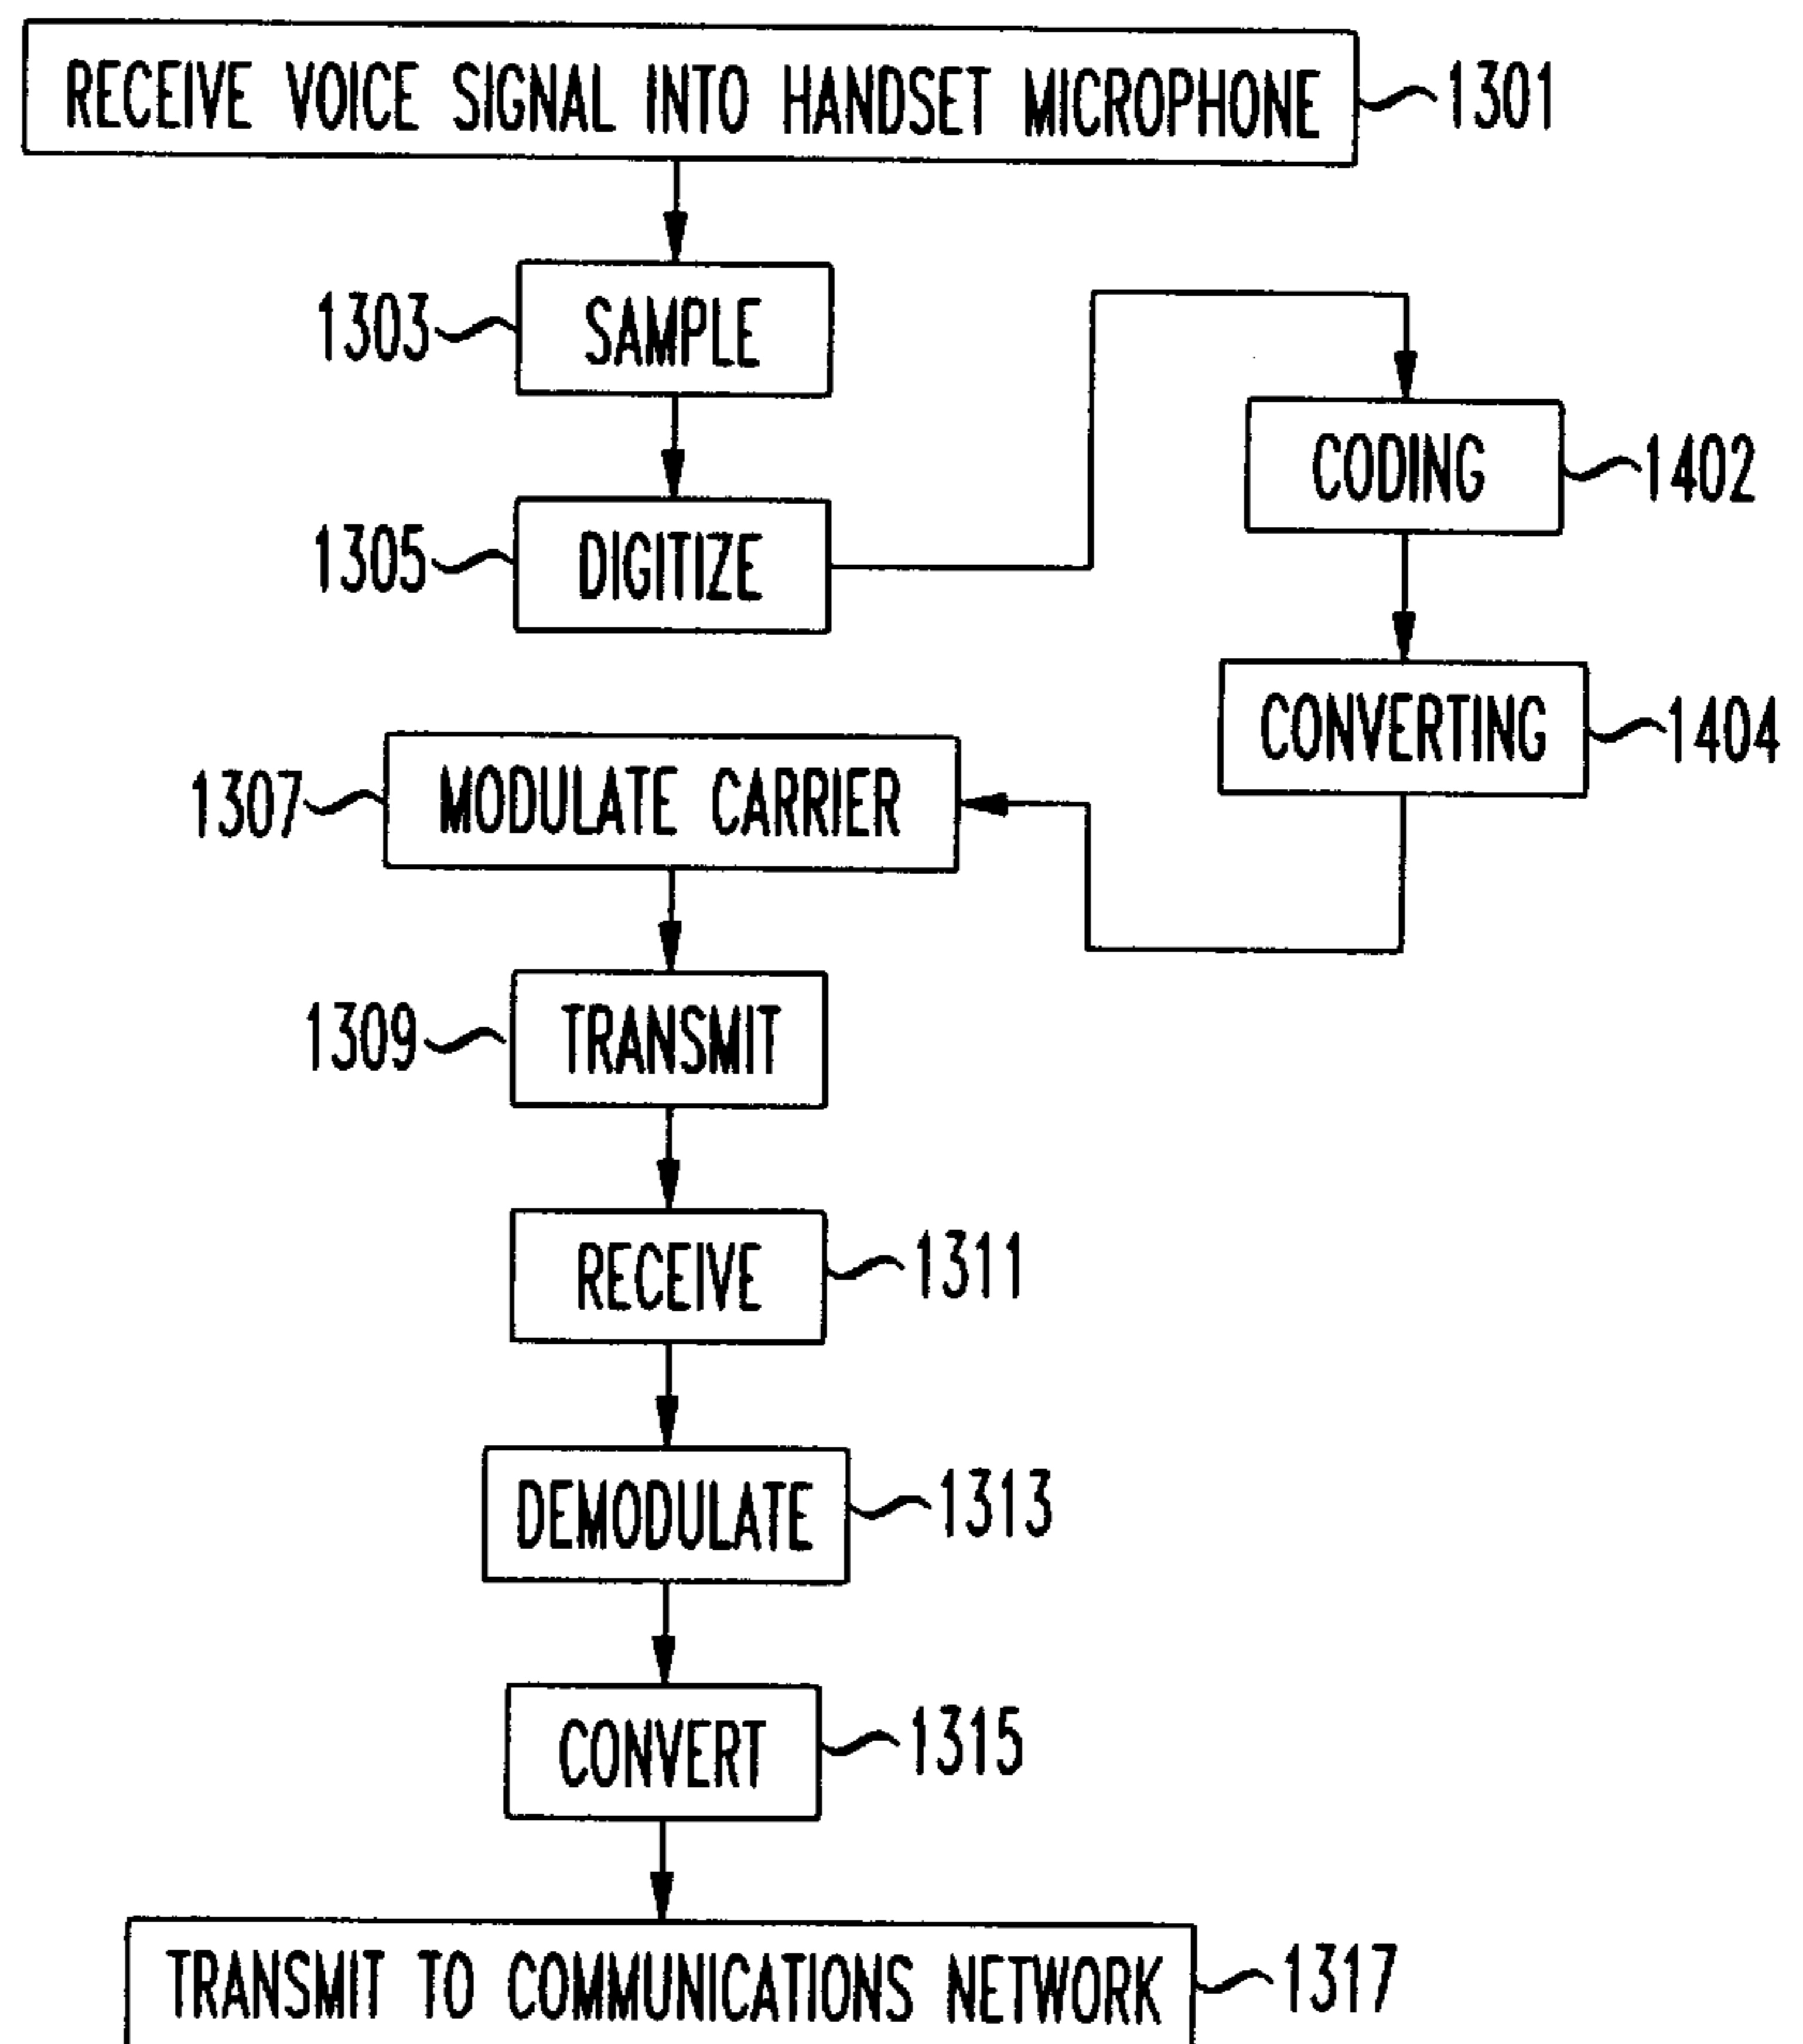 RECEIVE VOICE SIGNAL INTO HANDSET MICROPHONE
1301
1303
SAMPLE
1305
DIGITIZE
CODING
1402
CONVERTING
1404
1307
MODULATE CARRIER
1309
TRANSMIT
RECEIVE
1311
DEMODULATE
1313
CONVERT
1315
TRANSMIT TO COMMUNICATIONS NETWORK
1317